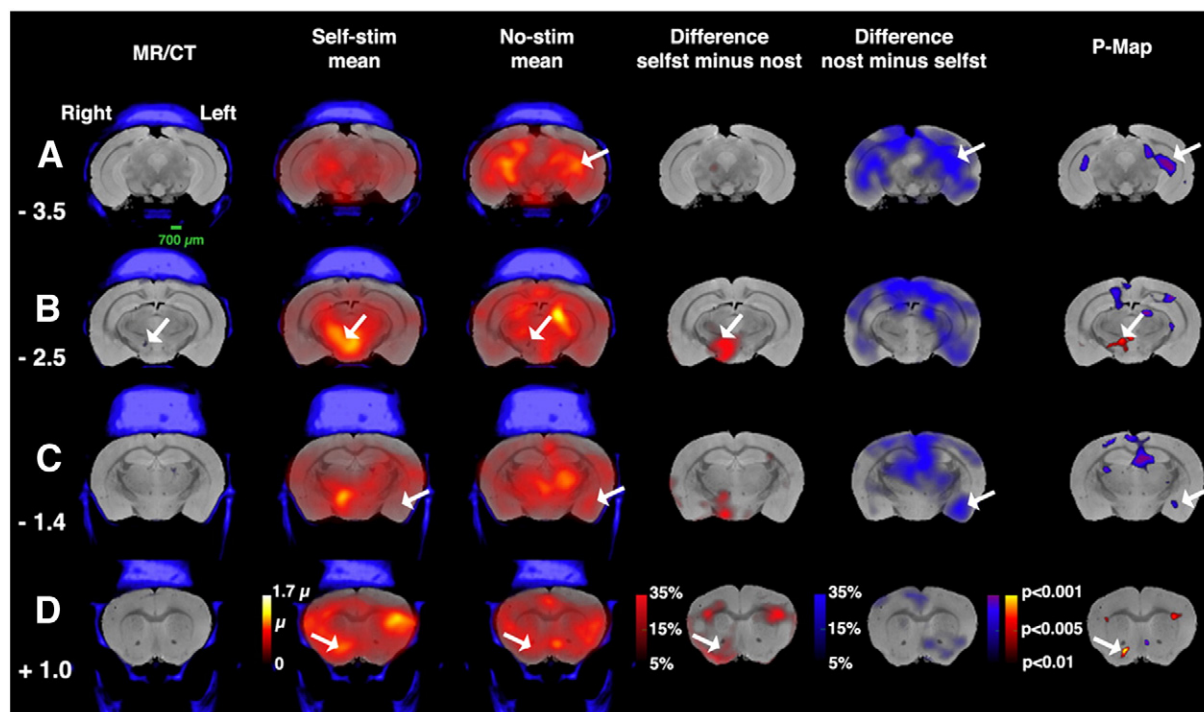 MR/CT
Self-stim
mean
No-stim
mean
Difference
selfst minus nost
Difference
nost minus selfst
P-Map
Right
Left
A
- 3.5
700 µm
B
- 2.5
C
- 1.4
D
+ 1.0
1.7 µ
µ
0
35%
15%
5%
35%
15%
5%
p<0.001
p<0.005
p<0.01